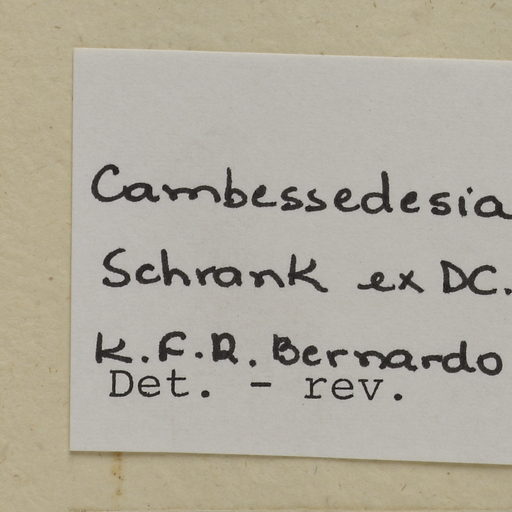 Cambessedesia
Schrank ex DC.
K.F.R. Bernardo
Det. - rev.